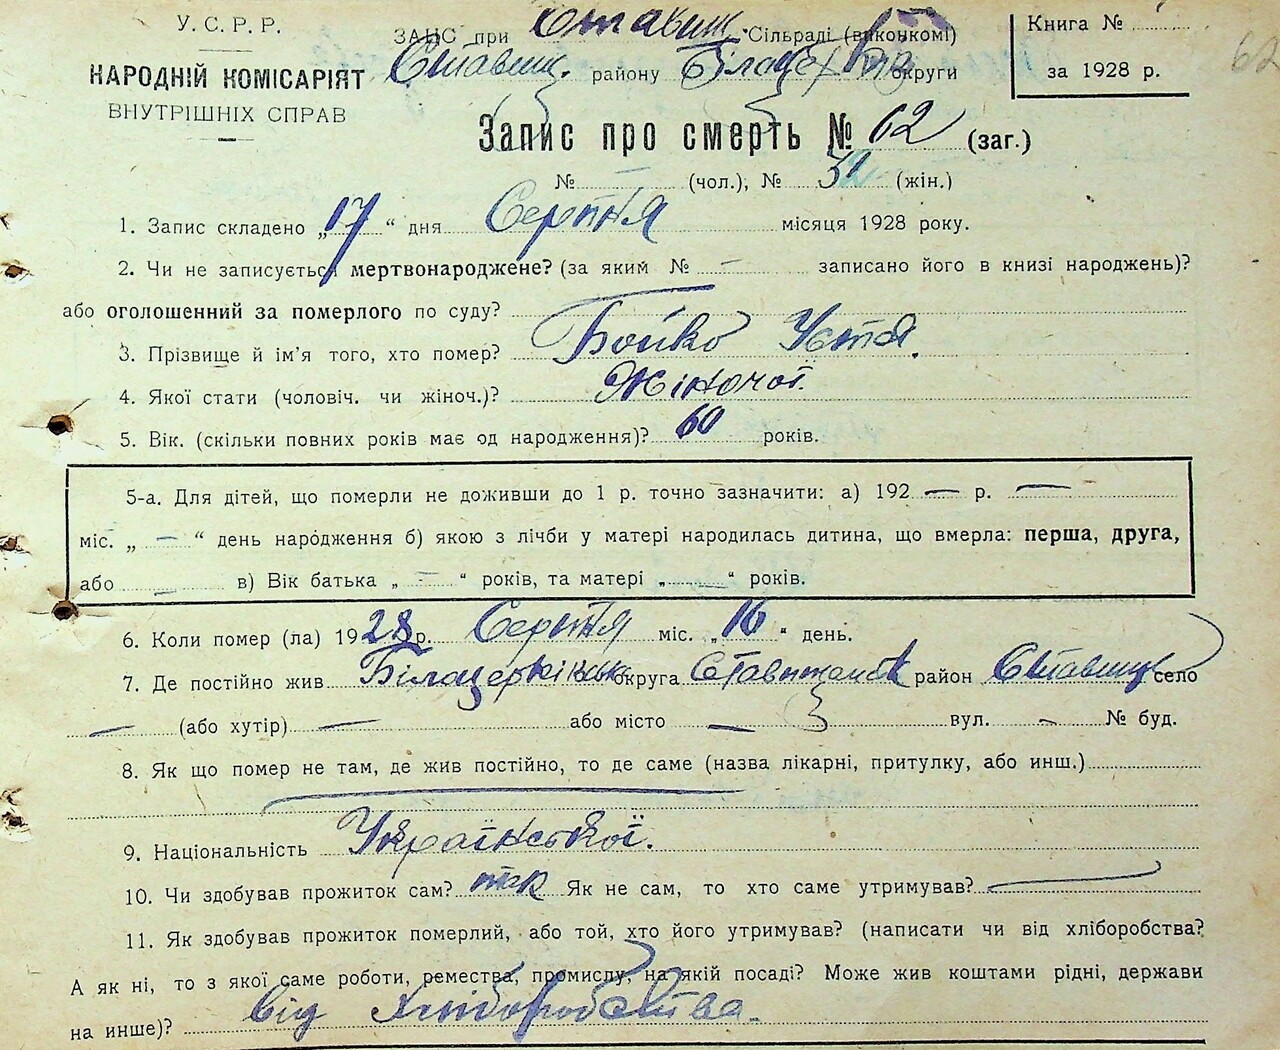 У.С.Р.Р. ЗАГС при Ставищ. Сільраді (виконкомі) Книга №
НАРОДНІЙ КОМІСАРІЯТ Ставищ. району Білоцерк округи за 1928 р. 62
ВНУТРІШНІХ СПРАВ
Запис про смерть № 62 (заг.)
№ — (чол.), № (жін.)
1. Запис складено „17“ дня Серпня місяця 1928 року.
2. Чи не записується мертвонароджене? (за яким № — записано його в книзі народжень)?
або оголошенний за померлого по суду? —
3. Прізвище й ім'я того, хто помер? Бойко Устя.
4. Якої стати (чоловіч. чи жіноч.)? Жіночої.
5. Вік. (скільки повних років має од народження)? 60 років.
5-а. Для дітей, що померли не доживши до 1 р. точно зазначити: а) 192 — р. —
міс. „ — “ день народження б) якою з лічби у матері народилась дитина, що вмерла: перша, друга,
або — в) Вік батька „ — “ років, та матері „ — “ років.
6. Коли помер (ла) 1928 р. Серпня міс. „16“ день.
7. Де постійно жив Білоцерківськ округа Ставищанськ район Ставище село
— (або хутір) — або місто — вул. — № буд.
8. Як що помер не там, де жив постійно, то де саме (назва лікарні, притулку, або инш.)
—
9. Національність Української.
10. Чи здобував прожиток сам? так Як не сам, то хто саме утримував? —
11. Як здобував прожиток померлий, або той, хто його утримував? (написати чи від хліборобства?
А як ні, то з якої саме роботи, ремества, промислу, на якій посаді? Може жив коштами рідні, держави
на инше)? від Хліборобства.